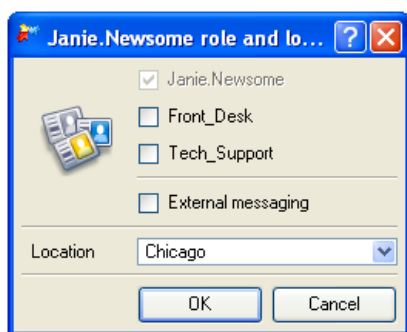 Janie.Newsome role and lo...
Janie.Newsome
Front_Desk
Tech_Support
External messaging
Location Chicago
OK Cancel